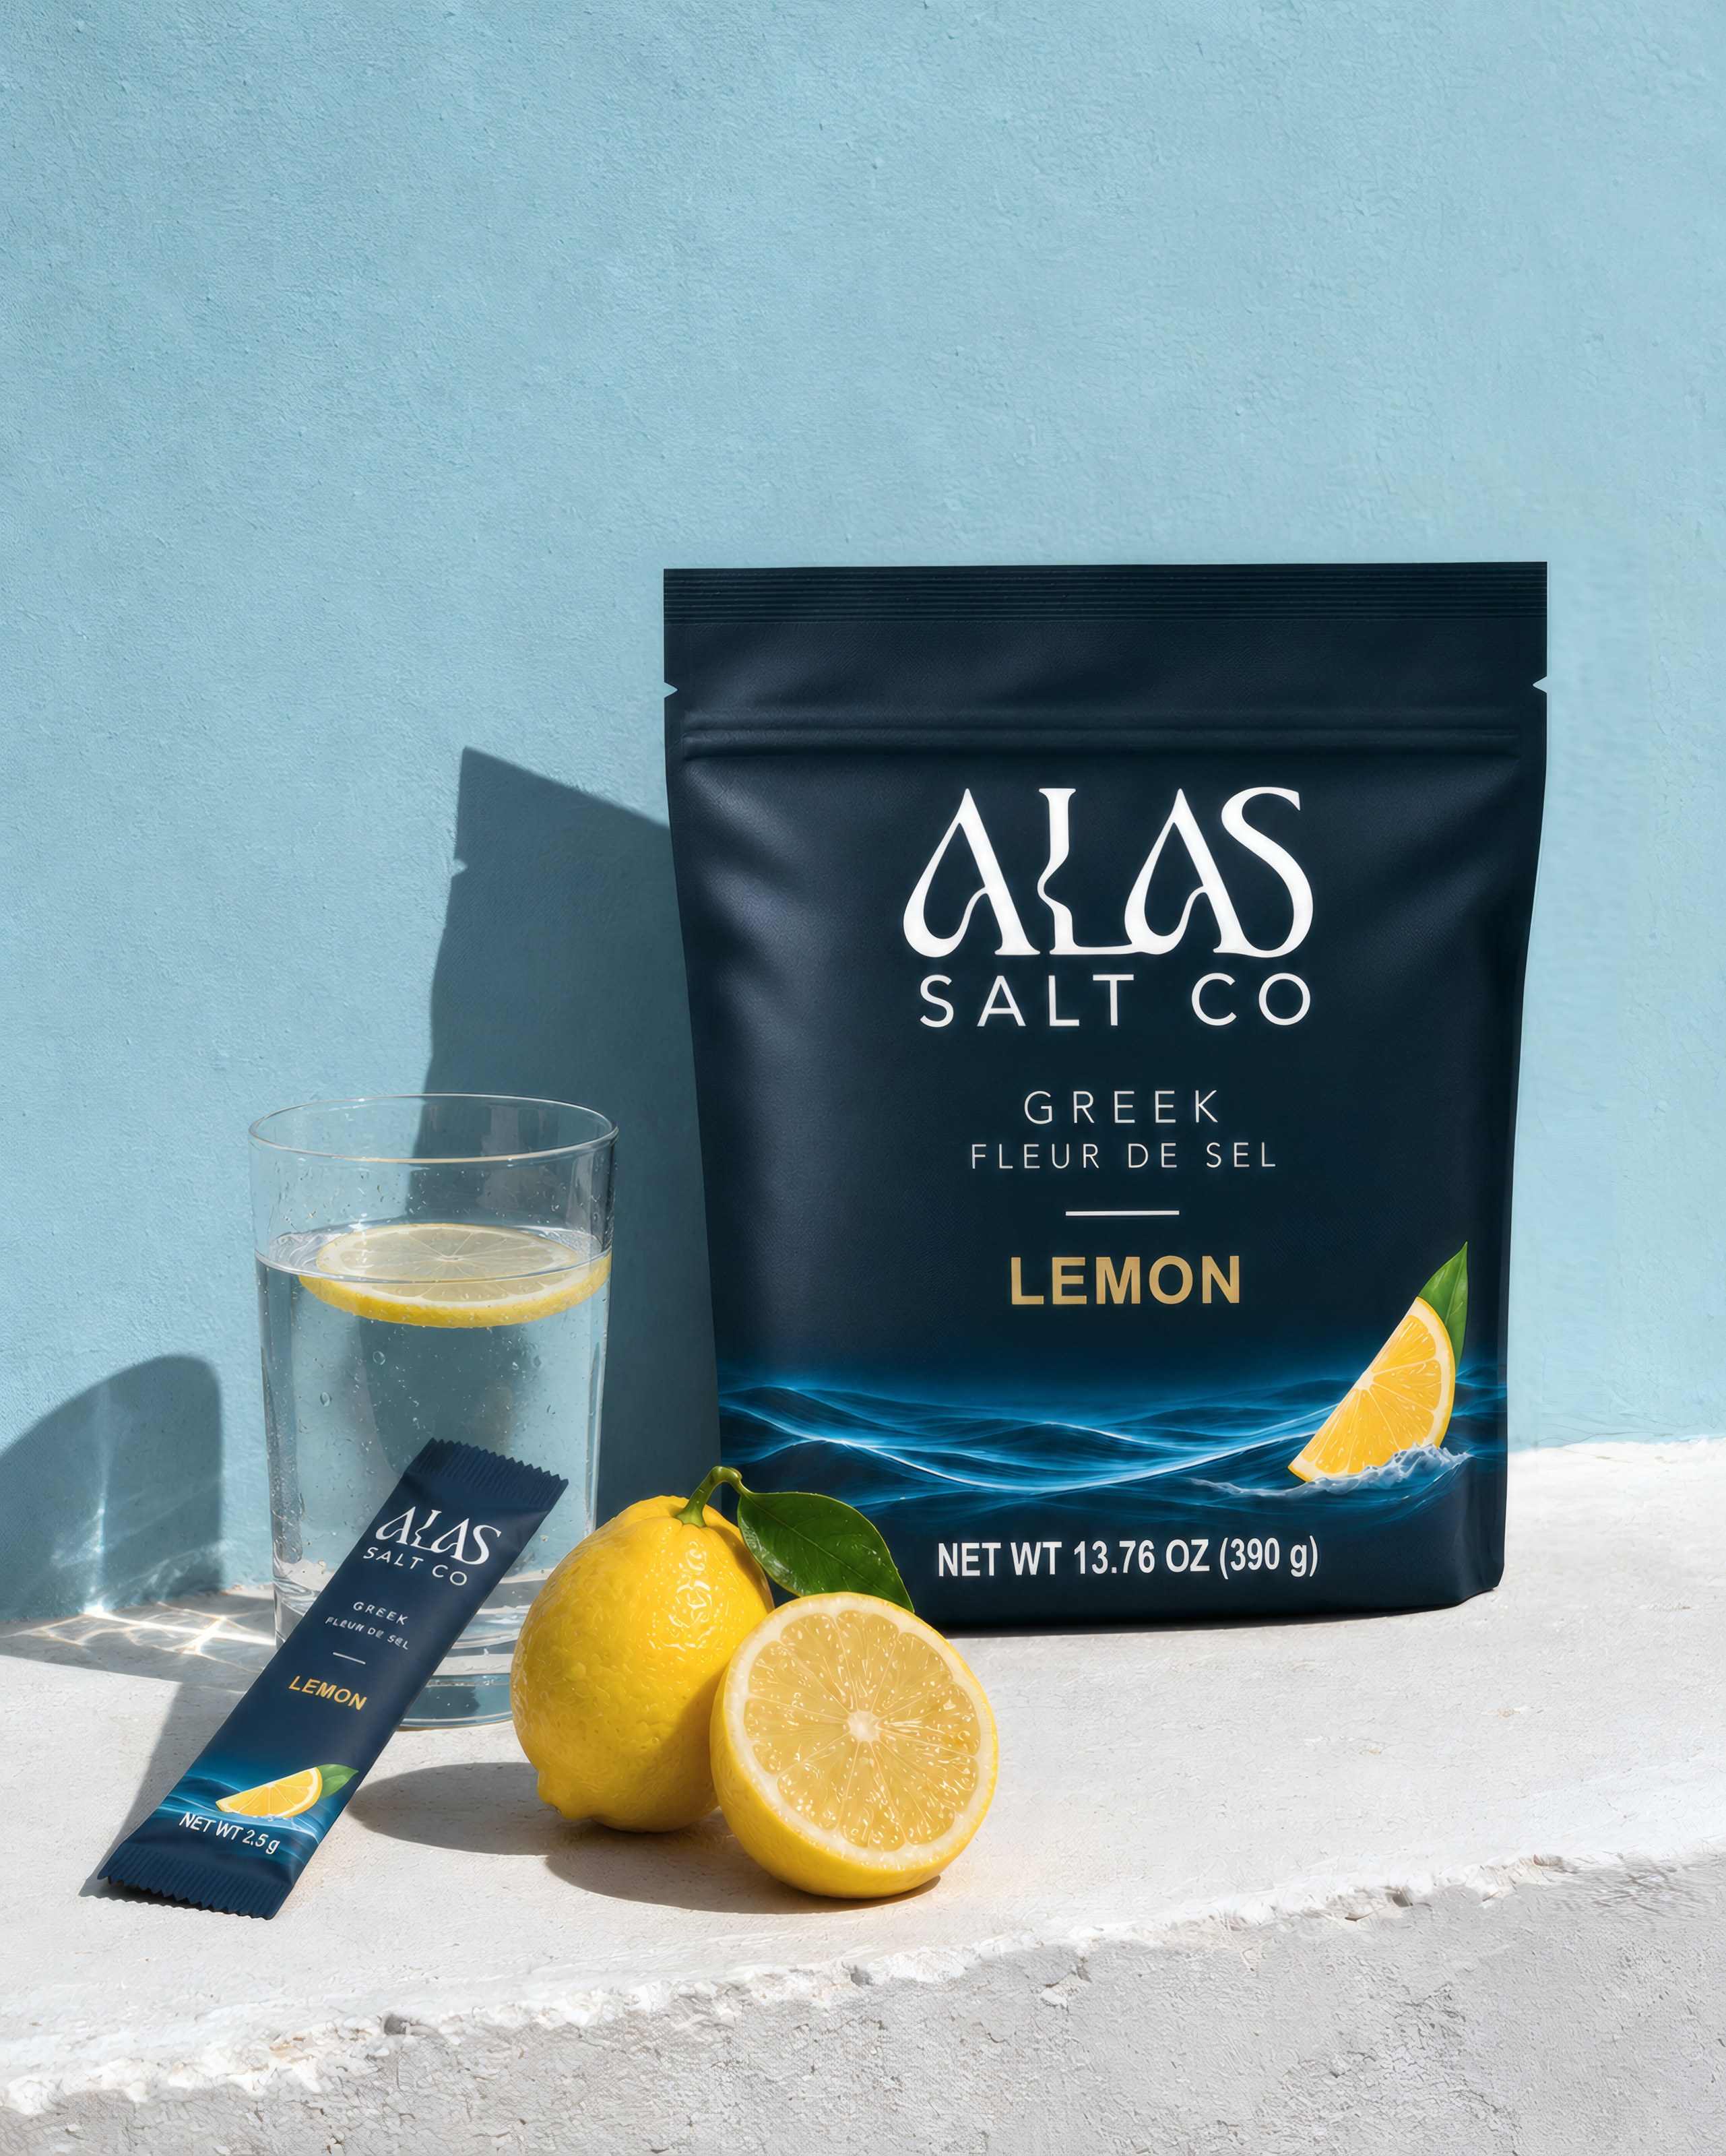 ALAS
SALT CO
GREEK
FLEUR DE SEL
LEMON
NET WT 13.76 OZ (390 g)
ALAS
SALT CO
GREEK
FLEUR DE SEL
LEMON
NET WT 2.5 g